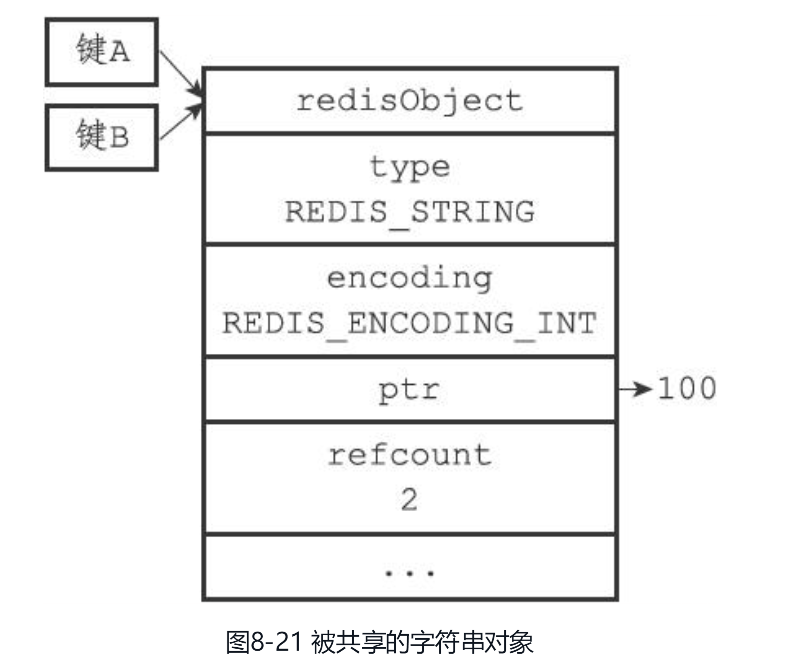 键A
键B
redisObject
type
REDIS_STRING
encoding
REDIS_ENCODING_INT
ptr
100
refcount
2
...
图8-21 被共享的字符串对象